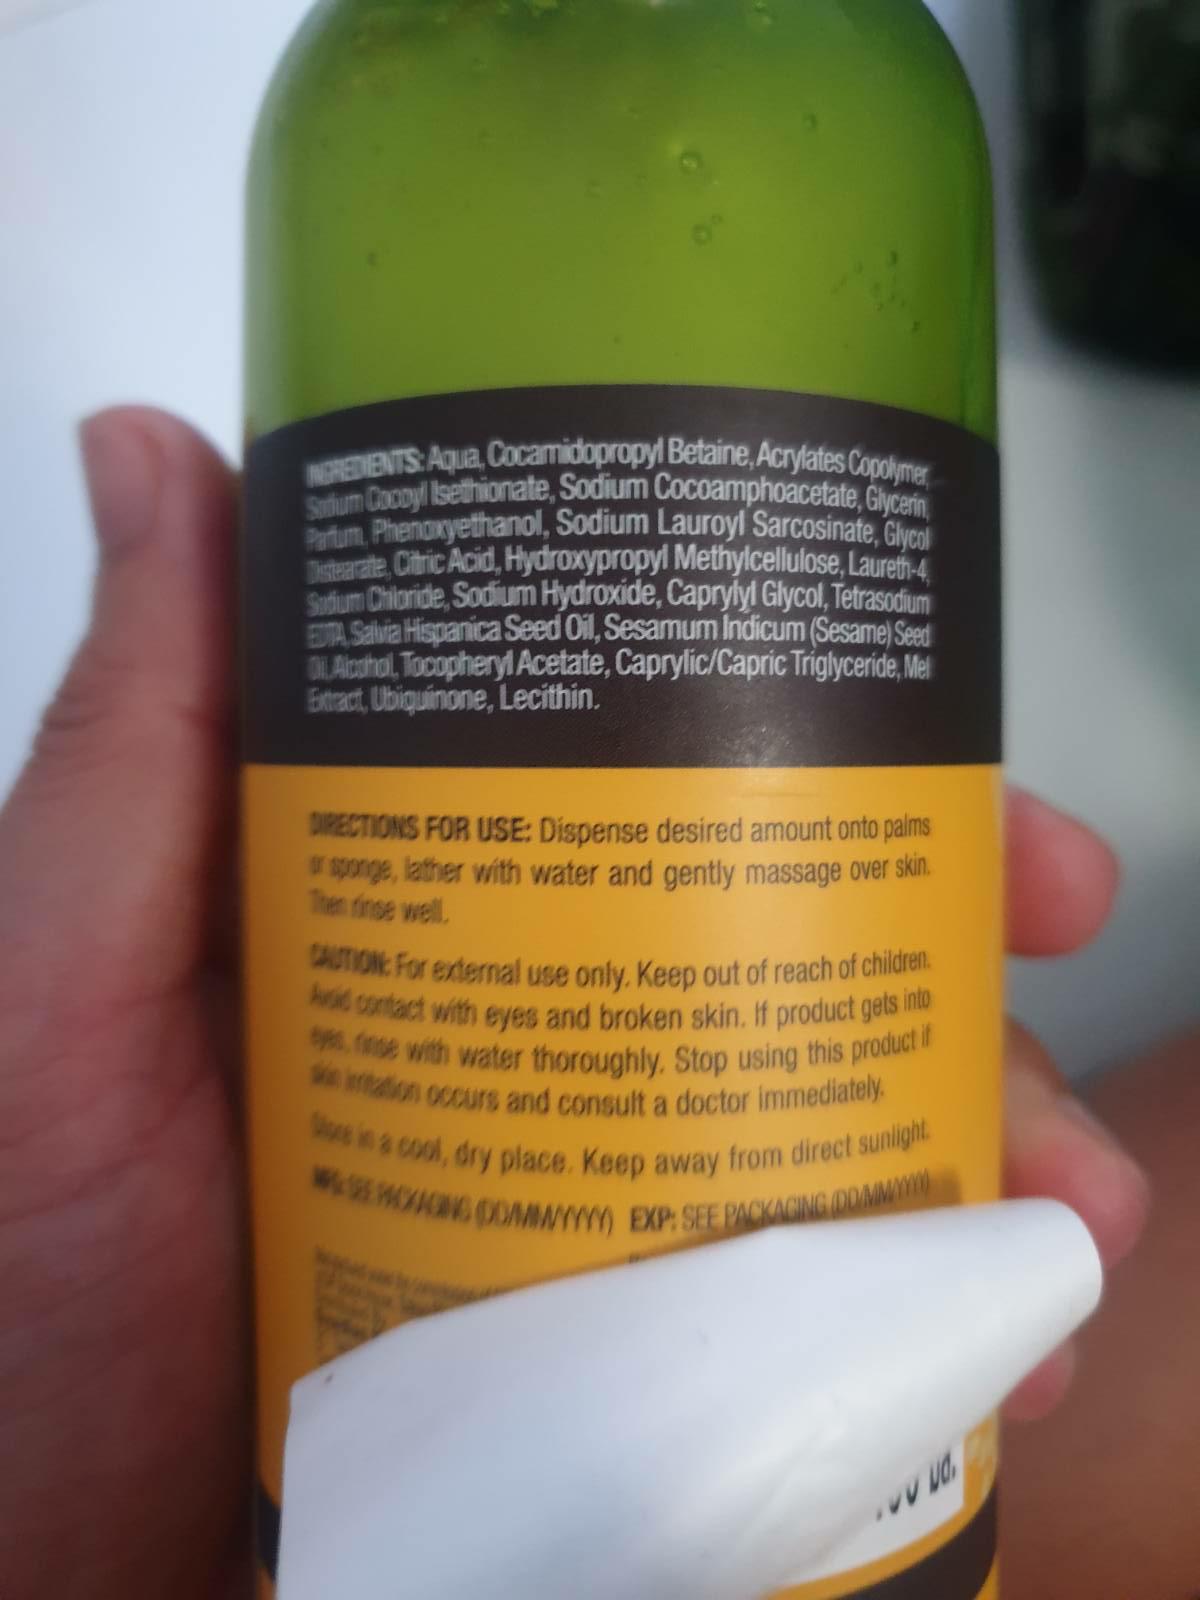 INGREDIENTS: Aqua, Cocamidopropyl Betaine, Acrylates Copolymer,
Sodium Cocoyl Isethionate, Sodium Cocoamphoacetate, Glycerin,
Parfum, Phenoxyethanol, Sodium Lauroyl Sarcosinate, Glycol
Distearate, Citric Acid, Hydroxypropyl Methylcellulose, Laureth-4,
Sodium Chloride, Sodium Hydroxide, Caprylyl Glycol, Tetrasodium
EDTA, Salvia Hispanica Seed Oil, Sesamum Indicum (Sesame) Seed
Oil, Alcohol, Tocopheryl Acetate, Caprylic/Capric Triglyceride, Mel
Extract, Ubiquinone, Lecithin.
DIRECTIONS FOR USE: Dispense desired amount onto palms
or sponge, lather with water and gently massage over skin.
Then rinse well.
CAUTION: For external use only. Keep out of reach of children.
Avoid contact with eyes and broken skin. If product gets into
eyes, rinse with water thoroughly. Stop using this product if
skin irritation occurs and consult a doctor immediately.
Store in a cool, dry place. Keep away from direct sunlight.
MFG: SEE PACKAGING (DD/MM/YYYY) EXP: SEE PACKAGING (DD/MM/YYYY)